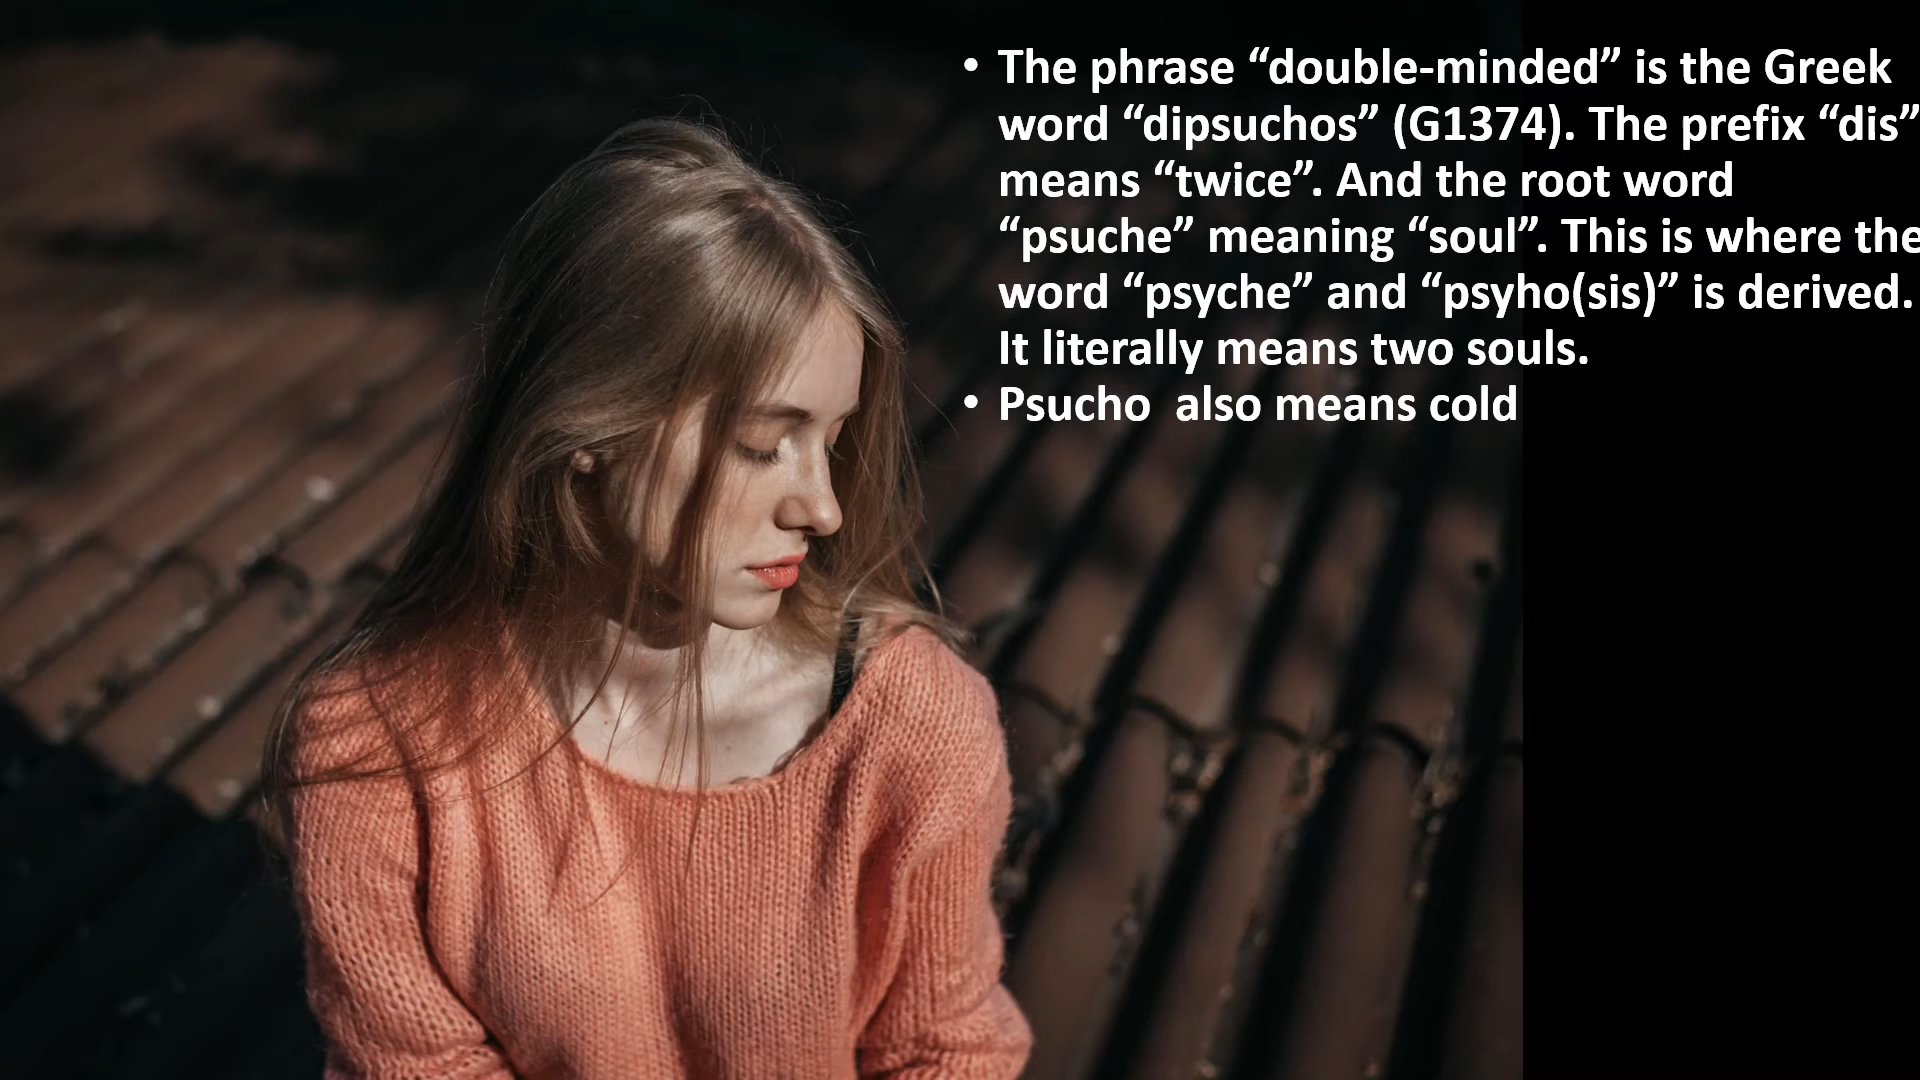 • The phrase “double-minded” is the Greek
word “dipsuchos” (G1374). The prefix “dis”
means “twice”. And the root word
“psuche” meaning “soul”. This is where the
word “psyche” and “psyho(sis)” is derived.
It literally means two souls.
• Psucho  also means cold